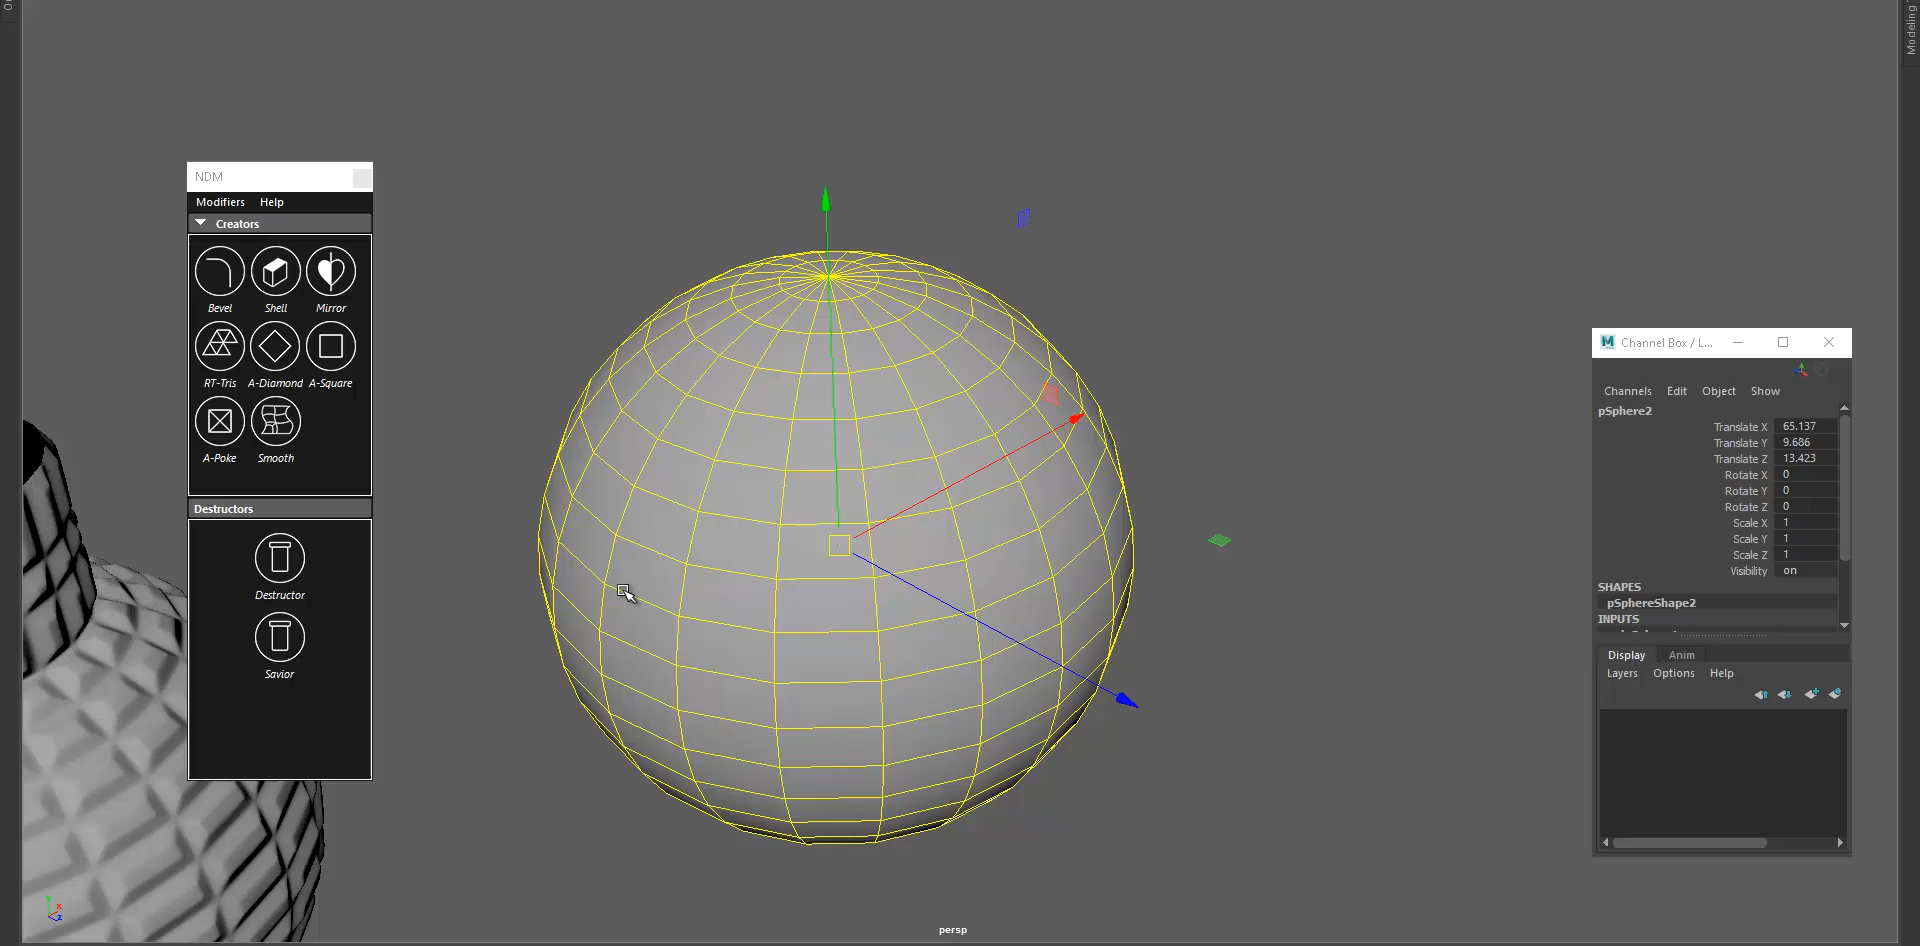 O
Modeling
NDM
Modifiers Help
Creators
Bevel Shell Mirror
RT-Tris A-Diamond A-Square
A-Poke Smooth
Destructors
Destructor
Savior
M Channel Box / L...
Channels Edit Object Show
pSphere2
Translate X 65.137
Translate Y 9.686
Translate Z 13.423
Rotate X 0
Rotate Y 0
Rotate Z 0
Scale X 1
Scale Y 1
Scale Z 1
Visibility on
SHAPES
pSphereShape2
INPUTS
Display Anim
Layers Options Help
x
z
persp